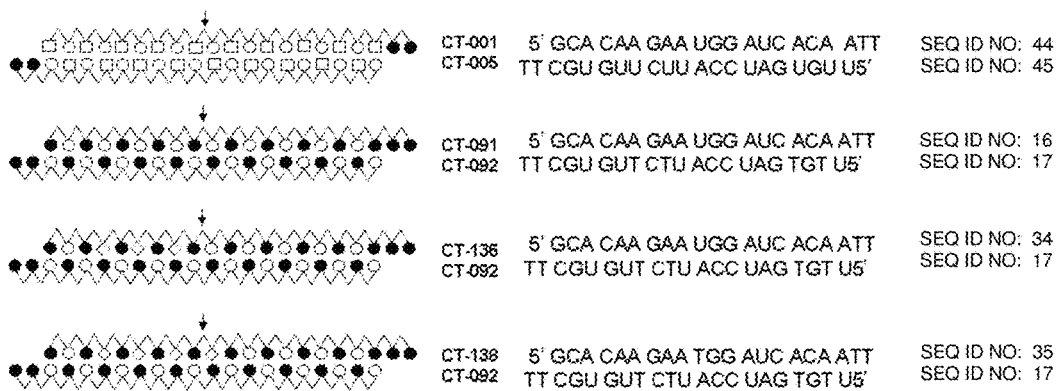 CT-001 5' GCA CAA GAA UGG AUC ACA ATT SEQ ID NO: 44
CT-005 TT CGU GUU CUU ACC UAG UGU U5' SEQ ID NO: 45
CT-091 5' GCA CAA GAA UGG AUC ACA ATT SEQ ID NO: 16
CT-092 TT CGU GUT CTU ACC UAG TGT U5' SEQ ID NO: 17
CT-136 5' GCA CAA GAA UGG AUC ACA ATT SEQ ID NO: 34
CT-092 TT CGU GUT CTU ACC UAG TGT U5' SEQ ID NO: 17
CT-138 5' GCA CAA GAA TGG AUC ACA ATT SEQ ID NO: 35
CT-092 TT CGU GUT CTU ACC UAG TGT U5' SEQ ID NO: 17